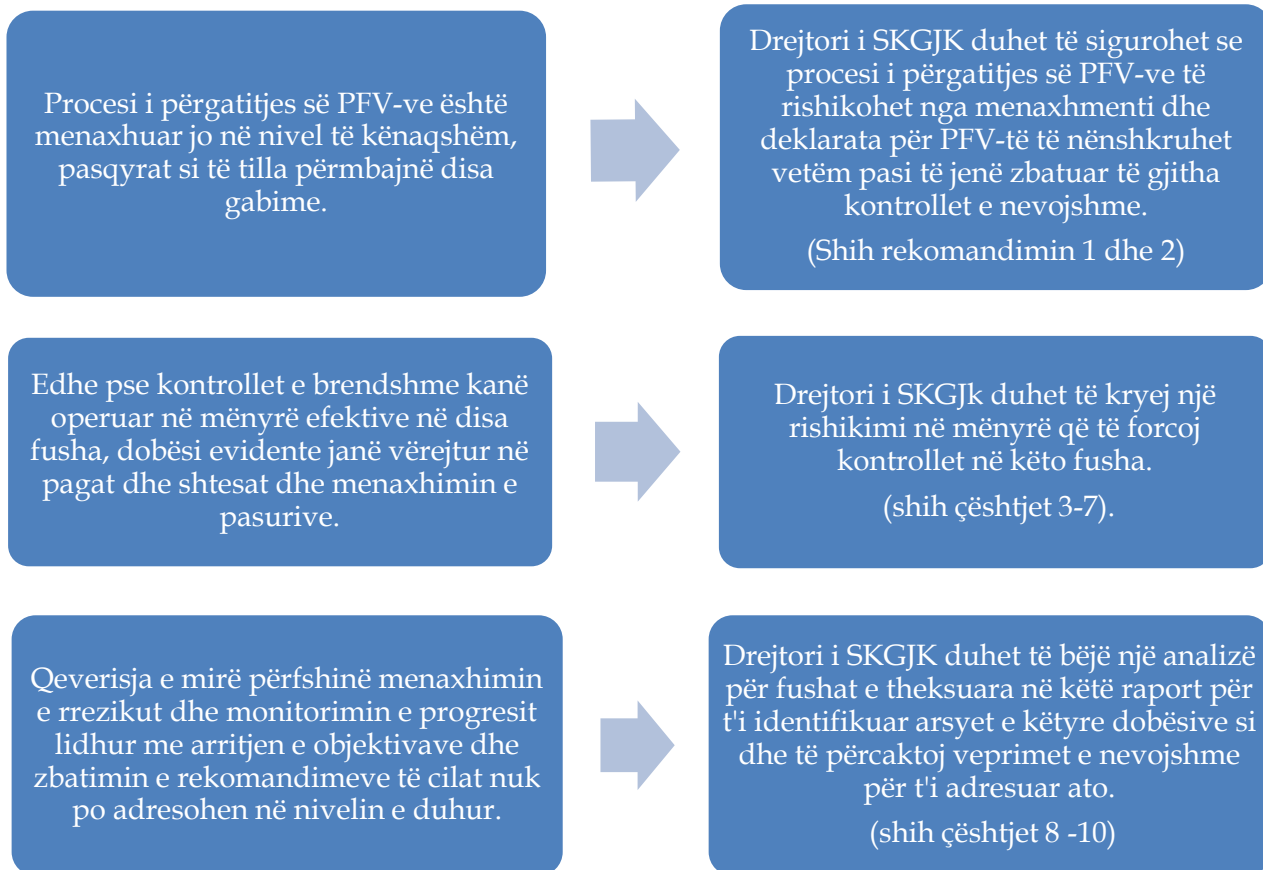 Procesi i përgatitjes së PFV-ve është
menaxhuar jo në nivel të kënaqshëm,
pasqyrat si të tilla përmbajnë disa
gabime.
Drejtori i SKGJK duhet të sigurohet se
procesi i përgatitjes së PFV-ve të
rishikohet nga menaxhmenti dhe
deklarata për PFV-të të nënshkruhet
vetëm pasi të jenë zbatuar të gjitha
kontrollet e nevojshme.
(Shih rekomandimin 1 dhe 2)
Edhe pse kontrollet e brendshme kanë
operuar në mënyrë efektive në disa
fusha, dobësi evidente janë vërejtur në
pagat dhe shtesat dhe menaxhimin e
pasurive.
Drejtori i SKGJk duhet të kryej një
rishikimi në mënyrë që të forcoj
kontrollet në këto fusha.
(shih çështjet 3-7).
Qeverisja e mirë përfshinë menaxhimin
e rrezikut dhe monitorimin e progresit
lidhur me arritjen e objektivave dhe
zbatimin e rekomandimeve të cilat nuk
po adresohen në nivelin e duhur.
Drejtori i SKGJK duhet të bëjë një analizë
për fushat e theksuara në këtë raport për
t'i identifikuar arsyet e këtyre dobësive si
dhe të përcaktoj veprimet e nevojshme
për t'i adresuar ato.
(shih çështjet 8 -10)